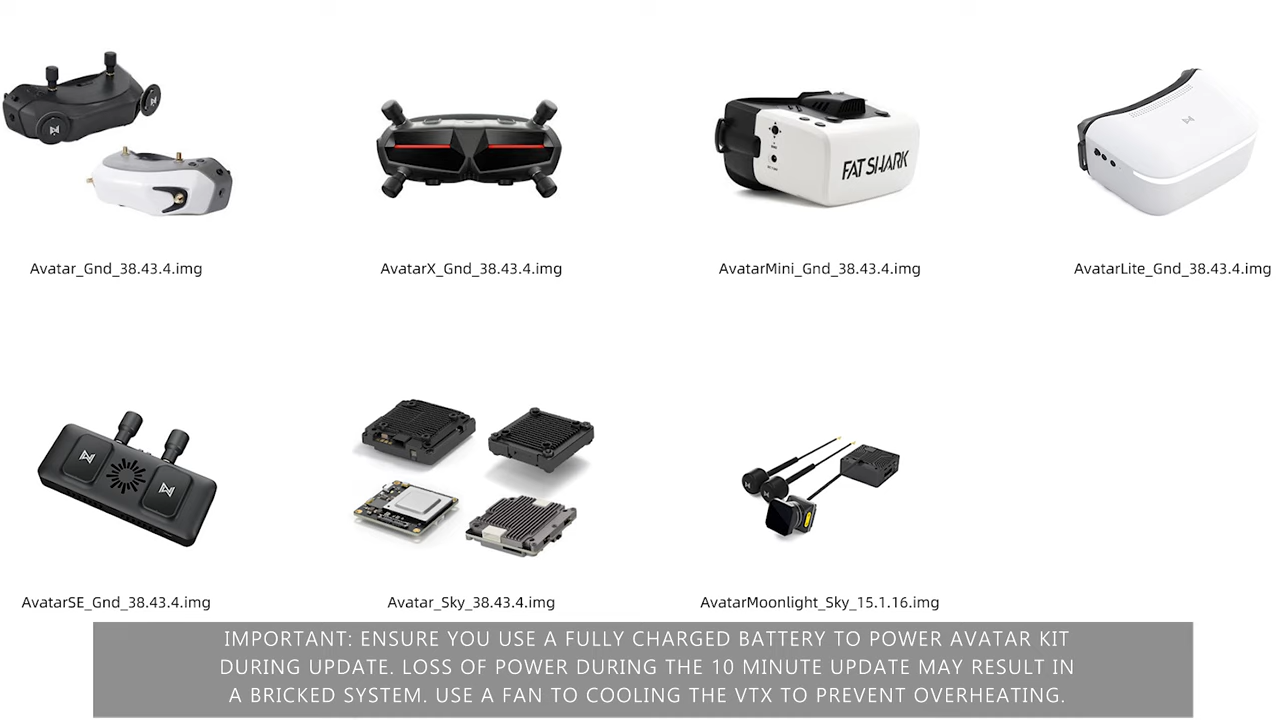 FAT SHARK
Avatar_Gnd_38.43.4.img
AvatarX_Gnd_38.43.4.img
AvatarMini_Gnd_38.43.4.img
AvatarLite_Gnd_38.43.4.img
AvatarSE_Gnd_38.43.4.img
Avatar_Sky_38.43.4.img
AvatarMoonlight_Sky_15.1.16.img
IMPORTANT: ENSURE YOU USE A FULLY CHARGED BATTERY TO POWER AVATAR KIT
DURING UPDATE. LOSS OF POWER DURING THE 10 MINUTE UPDATE MAY RESULT IN
A BRICKED SYSTEM. USE A FAN TO COOLING THE VTX TO PREVENT OVERHEATING.